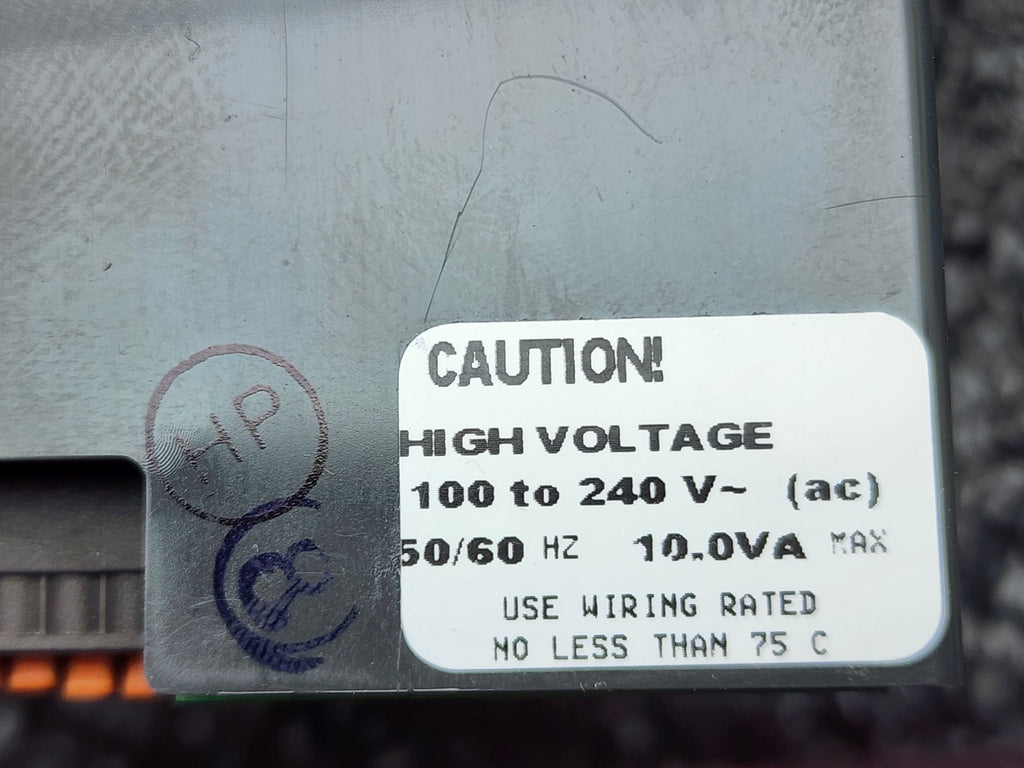 CAUTION!
HIGH VOLTAGE
100 to 240 V~ (ac)
50/60 HZ 10.0VA MAX
USE WIRING RATED
NO LESS THAN 75 C